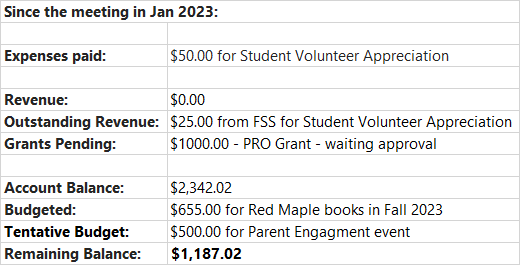 Since the meeting in Jan 2023:
Expenses paid: $50.00 for Student Volunteer Appreciation
Revenue: $0.00
Outstanding Revenue: $25.00 from FSS for Student Volunteer Appreciation
Grants Pending: $1000.00 - PRO Grant - waiting approval
Account Balance: $2,342.02
Budgeted: $655.00 for Red Maple books in Fall 2023
Tentative Budget: $500.00 for Parent Engagment event
Remaining Balance: $1,187.02